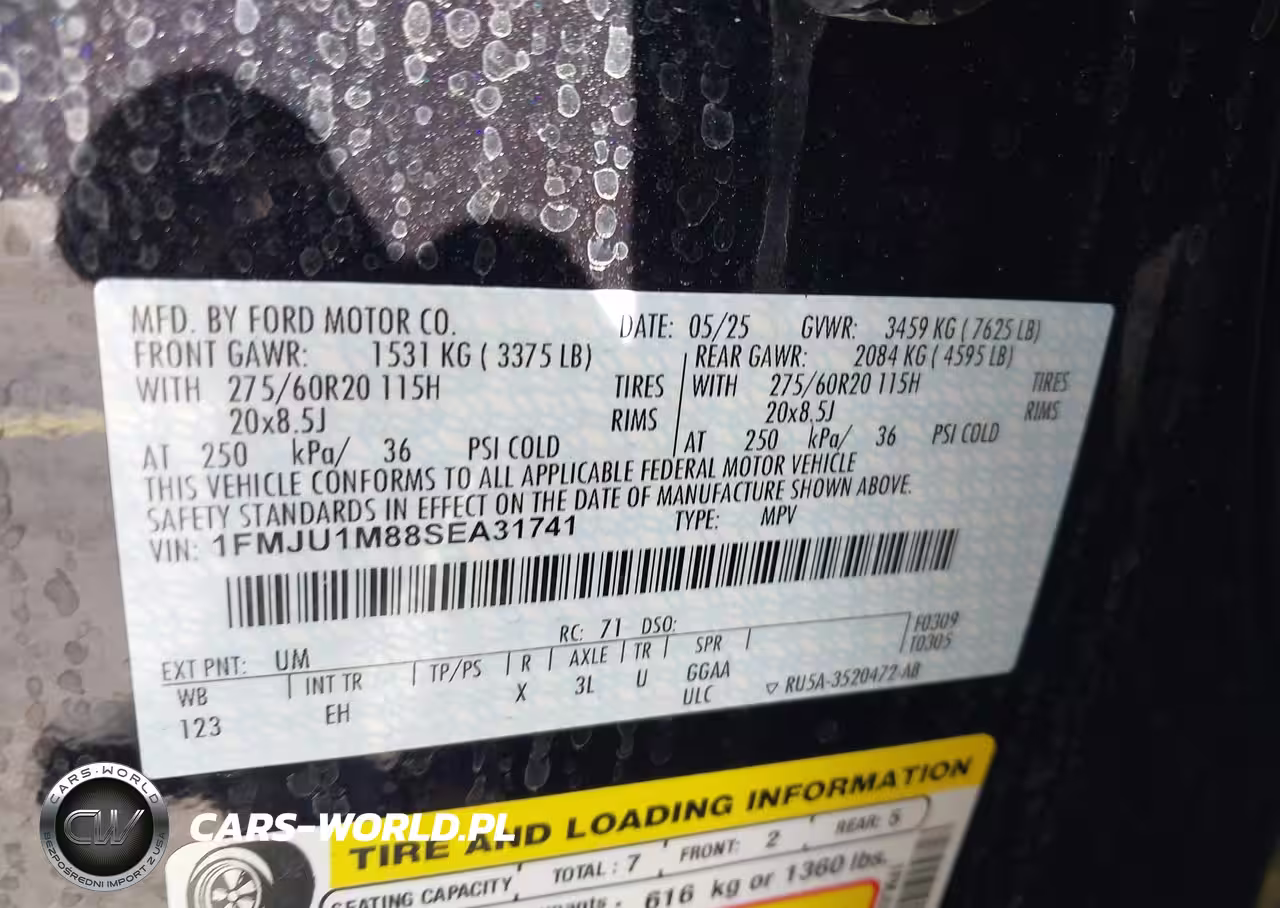 MFD. BY FORD MOTOR CO. DATE: 05/25 GVWR: 3459 KG ( 7625 LB)
FRONT GAWR: 1531 KG ( 3375 LB) REAR GAWR: 2084 KG ( 4595 LB)
WITH 275/60R20 115H TIRES WITH 275/60R20 115H TIRES
20x8.5J RIMS 20x8.5J RIMS
AT 250 kPa/ 36 PSI COLD AT 250 kPa/ 36 PSI COLD
THIS VEHICLE CONFORMS TO ALL APPLICABLE FEDERAL MOTOR VEHICLE
SAFETY STANDARDS IN EFFECT ON THE DATE OF MANUFACTURE SHOWN ABOVE.
VIN: 1FMJU1M88SEA31741 TYPE: MPV
RC: 71 DSO: F0309
T0305
EXT PNT: UM
WB INT TR TP/PS R AXLE TR SPR
123 EH X 3L U GGAA
ULC ▽ RU5A-3520472-AB
TIRE AND LOADING INFORMATION
SEATING CAPACITY TOTAL : 7 FRONT: 2 REAR: 5
616 kg or 1360 lbs.
CARS-WORLD
CW
BEZPOŚREDNI IMPORT Z USA
CARS-WORLD.PL